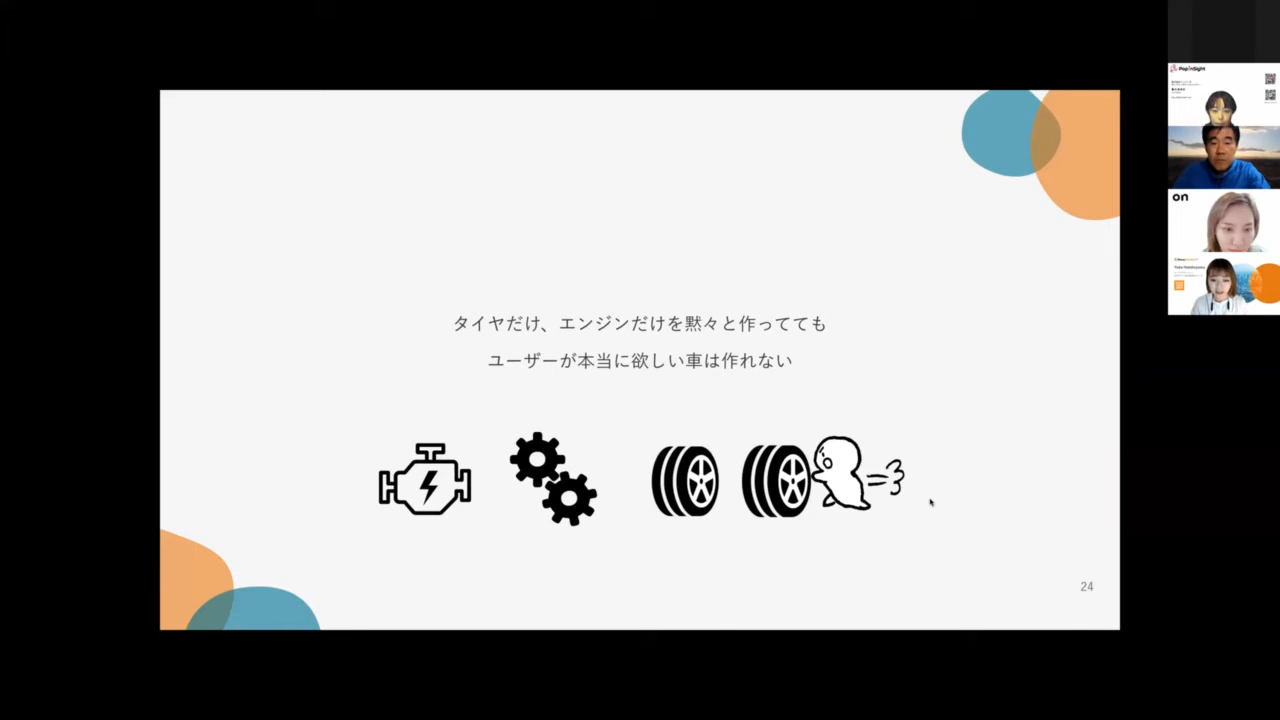 タイヤだけ、エンジンだけを黙々と作ってても
ユーザーが本当に欲しい車は作れない
24
PopInSight
on